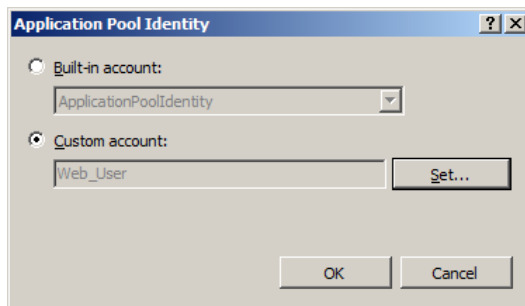 Application Pool Identity
Built-in account:
ApplicationPoolIdentity
Custom account:
Web_User
Set...
OK Cancel